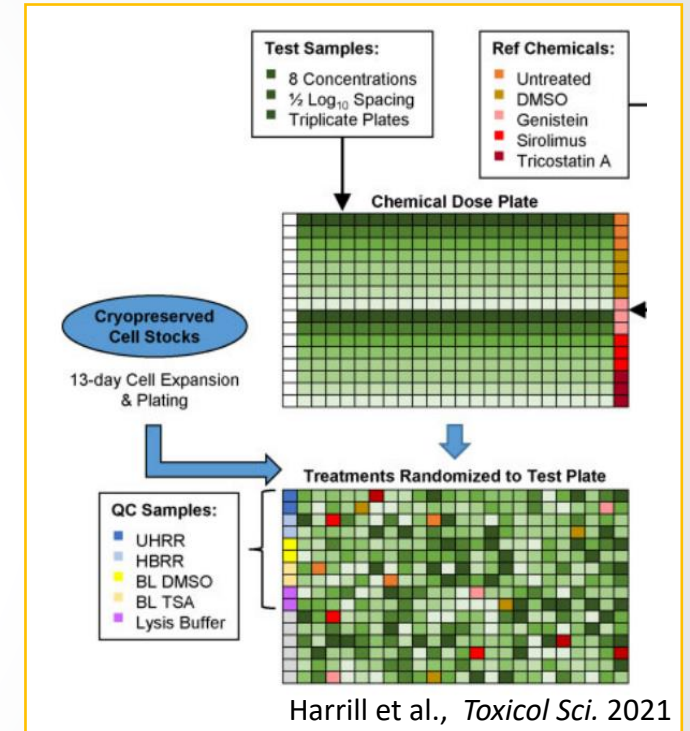 Test Samples:
8 Concentrations
½ Log₁₀ Spacing
Triplicate Plates
Ref Chemicals:
Untreated
DMSO
Genistein
Sirolimus
Tricostatin A
Chemical Dose Plate
Cryopreserved
Cell Stocks
13-day Cell Expansion
& Plating
Treatments Randomized to Test Plate
QC Samples:
UHRR
HBRR
BL DMSO
BL TSA
Lysis Buffer
Harrill et al., Toxicol Sci. 2021